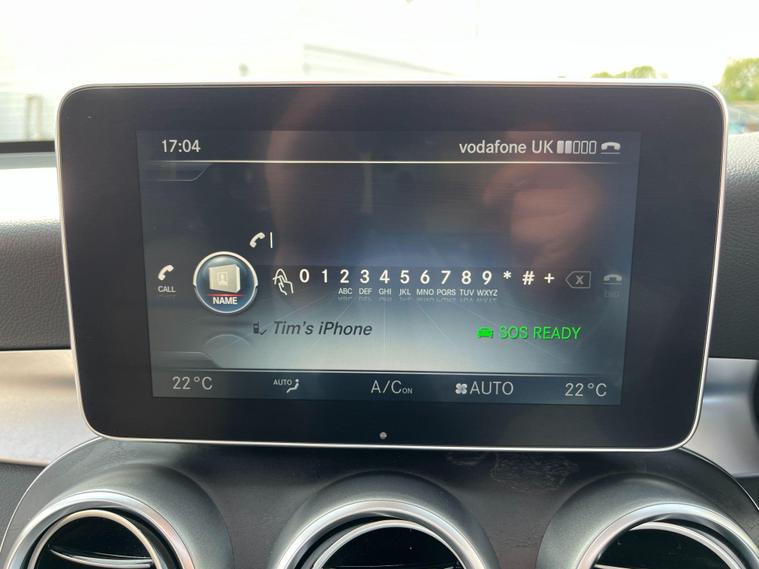 17:04 vodafone UK
CALL NAME 0 1 2 3 4 5 6 7 8 9 * # +
ABC DEF GHI JKL MNO PQRS TUV WXYZ
Tim's iPhone SOS READY
22°C AUTO A/C ON AUTO 22°C